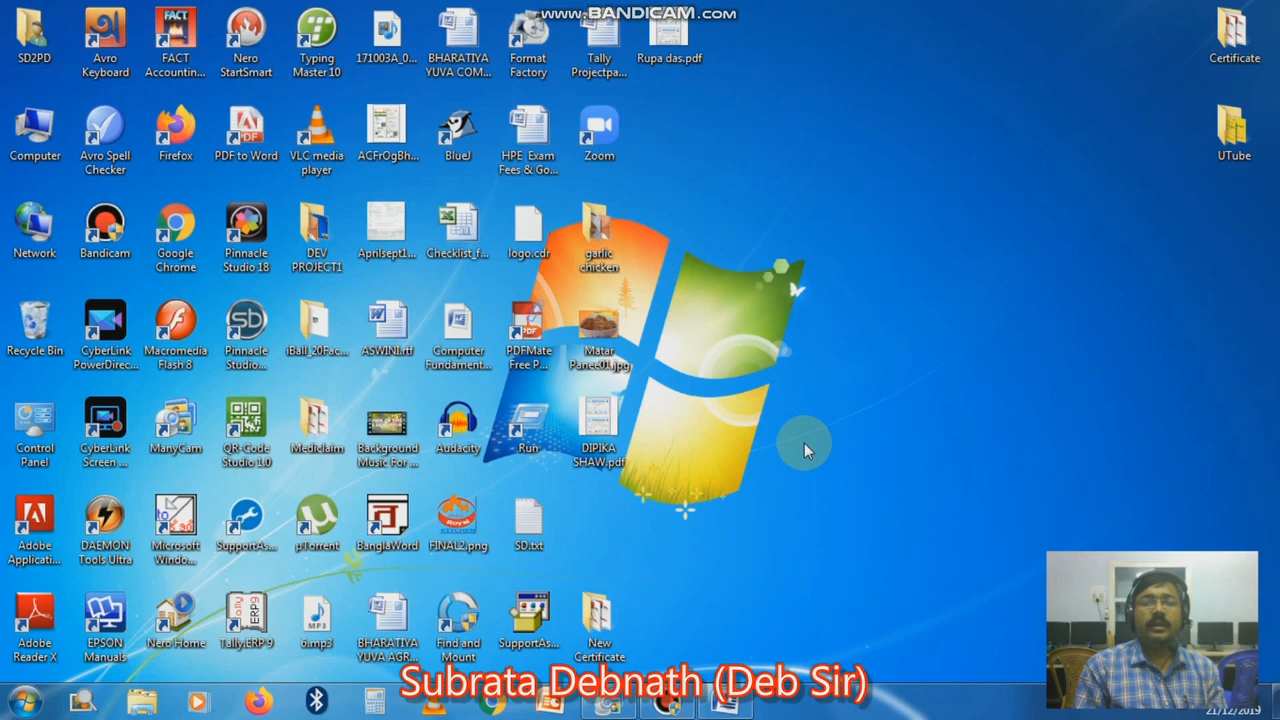 www.BANDICAM.com
SD2PD
Avro
Keyboard
FACT
FACT
Accounting...
Nero
StartSmart
Typing
Master 10
171003A_0...
BHARATIYA
YUVA COM...
Format
Factory
Tally
Projectpa...
Rupa das.pdf
Certificate
Computer
Avro Spell
Checker
Firefox
PDF to Word
VLC media
player
ACFrOgBh...
BlueJ
HPE Exam
Fees & Go...
Zoom
UTube
Network
Bandicam
Google
Chrome
Pinnacle
Studio 18
DEV
PROJECT1
Aprilsept1...
Checklist_f...
logo.cdr
garlic
chicken
Recycle Bin
CyberLink
PowerDirec...
Macromedia
Flash 8
Pinnacle
Studio...
iBall_20Fac...
ASWINI.rtf
Computer
Fundament...
PDFMate
Free P...
Matar
Paneer01.jpg
Control
Panel
CyberLink
Screen ...
ManyCam
QR-Code
Studio 1.0
Mediclaim
Background
Music For ...
Audacity
Run
DIPIKA
SHAW.pdf
Adobe
Applicati...
DAEMON
Tools Ultra
Microsoft
Windo...
SupportAs...
µTorrent
BanglaWord
FINAL2.png
SD.txt
Adobe
Reader X
EPSON
Manuals
Nero Home
Tally.ERP 9
MP3
6.mp3
BHARATIYA
YUVA AGR...
Find and
Mount
SupportAs...
New
Certificate
Subrata Debnath (Deb Sir)
21/12/2019